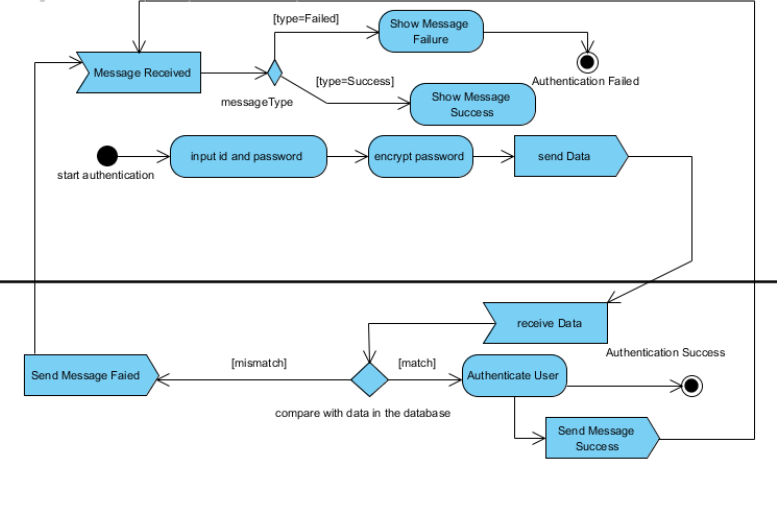 [type=Failed]
Show Message
Failure
Message Received
[type=Success]
Authentication Failed
messageType
Show Message
Success
input id and password
encrypt password
send Data
start authentication
receive Data
Authentication Success
[mismatch]
[match]
Send Message Faied
Authenticate User
compare with data in the database
Send Message
Success